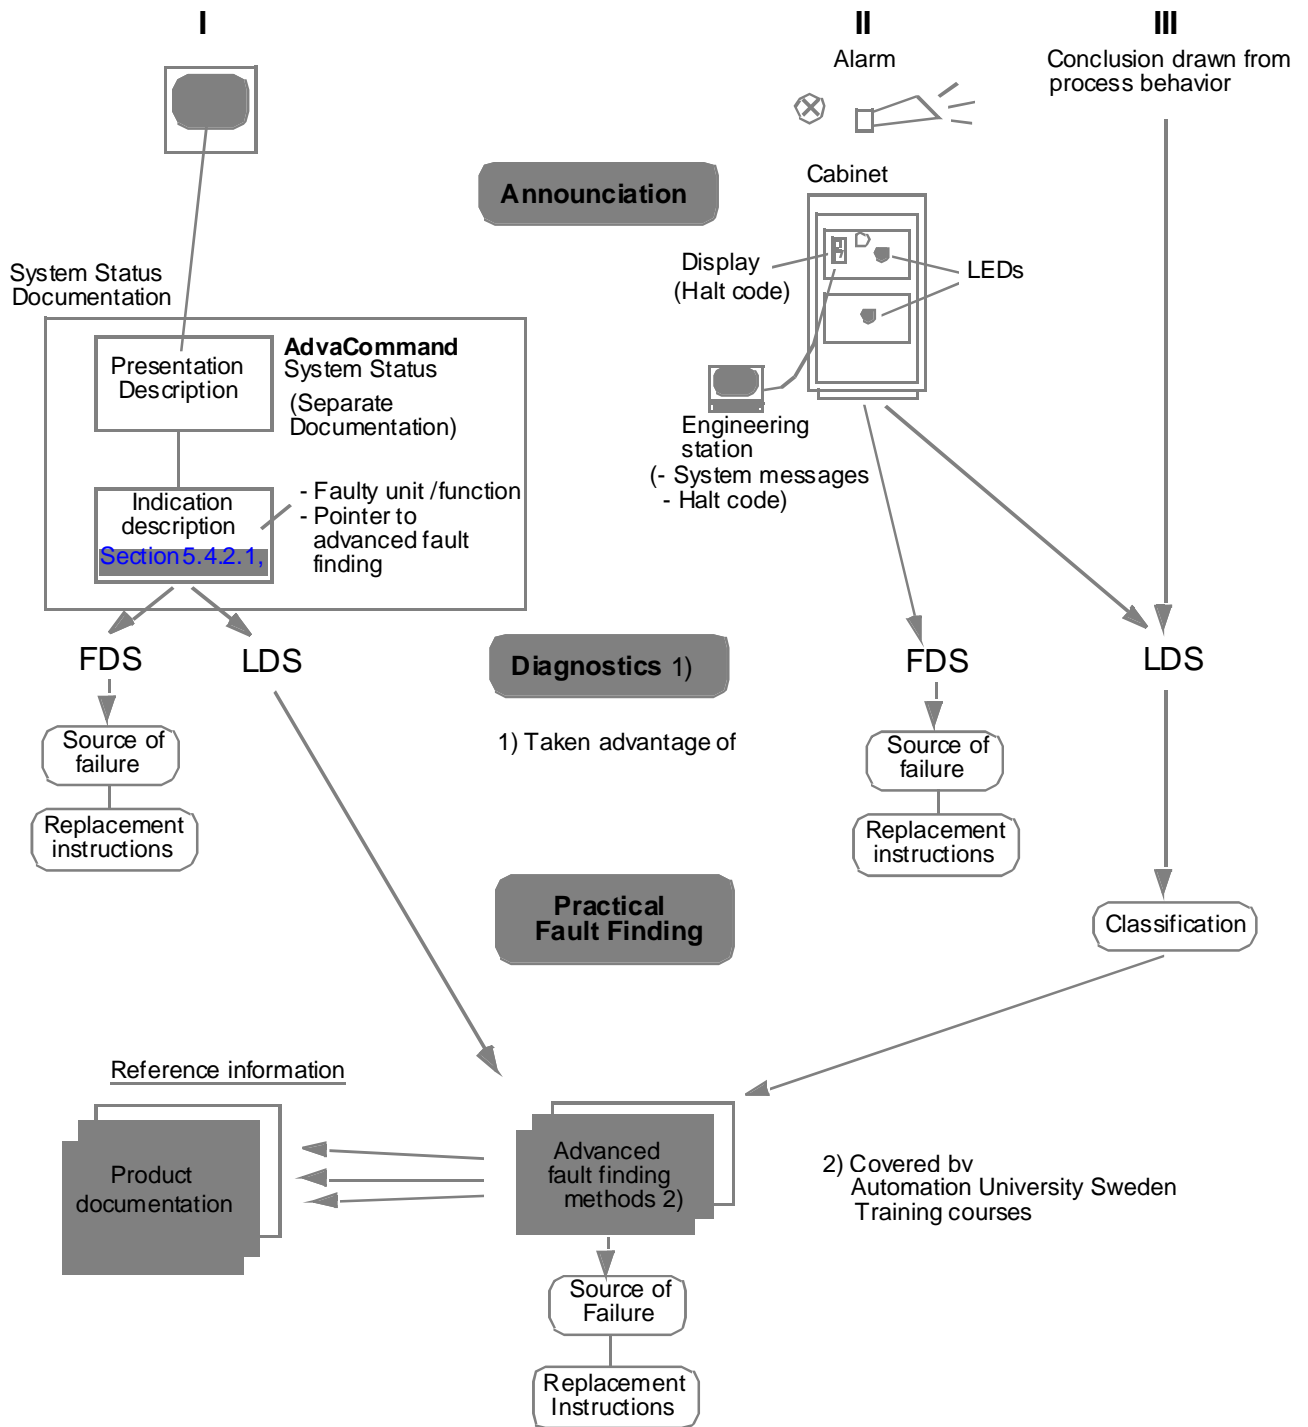 I
II
III
Alarm
Conclusion drawn from
process behavior
Announciation
Cabinet
System Status
Documentation
Display
(Halt code)
LEDs
AdvaCommand
System Status
(Separate
Documentation)
Presentation
Description
Engineering
station
(- System messages
- Halt code)
Indication
description
Section 5.4.2.1,
- Faulty unit /function
- Pointer to
advanced fault
finding
FDS
LDS
Diagnostics 1)
FDS
LDS
1) Taken advantage of
Source of
failure
Replacement
instructions
Source of
failure
Replacement
instructions
Practical
Fault Finding
Classification
Reference information
Product
documentation
Advanced
fault finding
methods 2)
2) Covered by
Automation University Sweden
Training courses
Source of
Failure
Replacement
Instructions